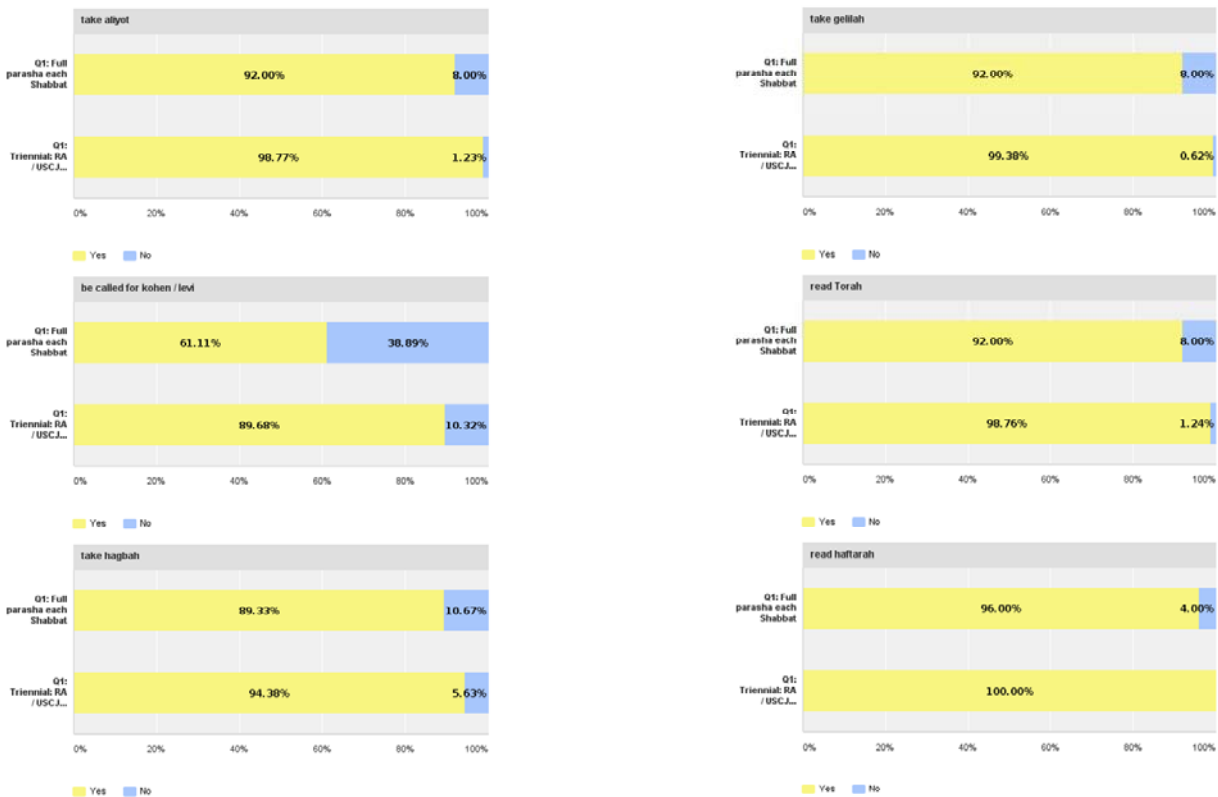 take aliyot
Q1: Full
parasha each
Shabbat
92.00%
8.00%
Q1:
Triennial: RA
/ USCJ...
98.77%
1.23%
0%
20%
40%
60%
80%
100%
Yes
No
be called for kohen / levi
Q1: Full
parasha each
Shabbat
61.11%
38.89%
Q1:
Triennial: RA
/ USCJ...
89.68%
10.32%
0%
20%
40%
60%
80%
100%
Yes
No
take hagbah
Q1: Full
parasha each
Shabbat
89.33%
10.67%
Q1:
Triennial: RA
/ USCJ...
94.38%
5.63%
0%
20%
40%
60%
80%
100%
Yes
No
take gelilah
Q1: Full
parasha each
Shabbat
92.00%
8.00%
Q1:
Triennial: RA
/ USCJ...
99.38%
0.62%
0%
20%
40%
60%
80%
100%
Yes
No
read Torah
Q1: Full
parasha each
Shabbat
92.00%
8.00%
Q1:
Triennial: RA
/ USCJ...
98.76%
1.24%
0%
20%
40%
60%
80%
100%
Yes
No
read haftarah
Q1: Full
parasha each
Shabbat
96.00%
4.00%
Q1:
Triennial: RA
/ USCJ...
100.00%
0%
20%
40%
60%
80%
100%
Yes
No